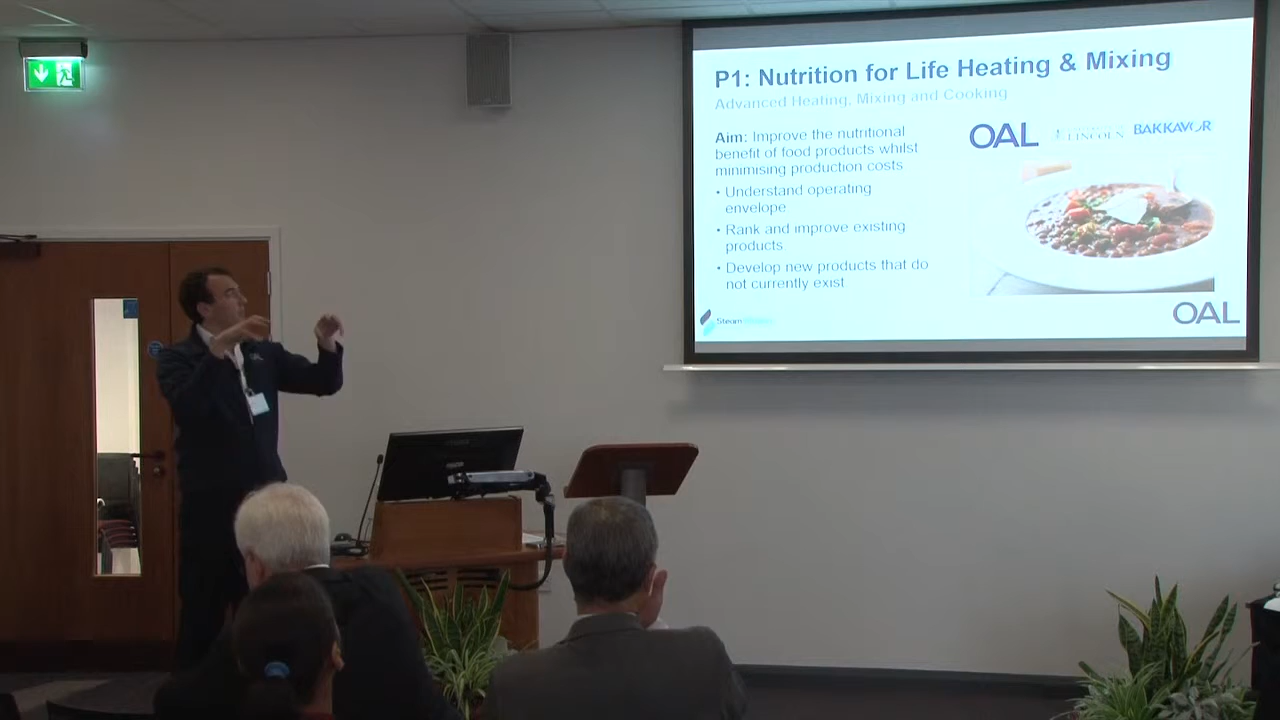 P1: Nutrition for Life Heating & Mixing
Advanced Heating, Mixing and Cooking
Aim: Improve the nutritional
benefit of food products whilst
minimising production costs
• Understand operating
envelope
• Rank and improve existing
products
• Develop new products that do
not currently exist
OAL
LINCOLN
BAKKAVOR
Steam
OAL